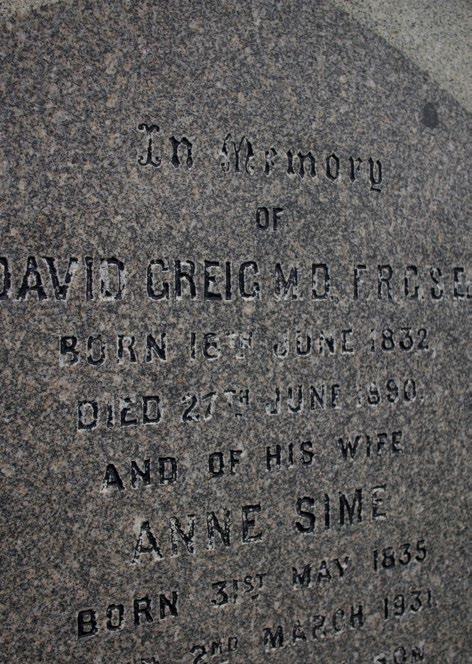 In Memory
OF
DAVID GREIG M.D. F.R.C.S.E.
BORN 16TH JUNE 1832,
DIED 27TH JUNE 1890.
AND OF HIS WIFE
ANNE SIME
BORN 31ST MAY 1835
2ND MARCH 1931.